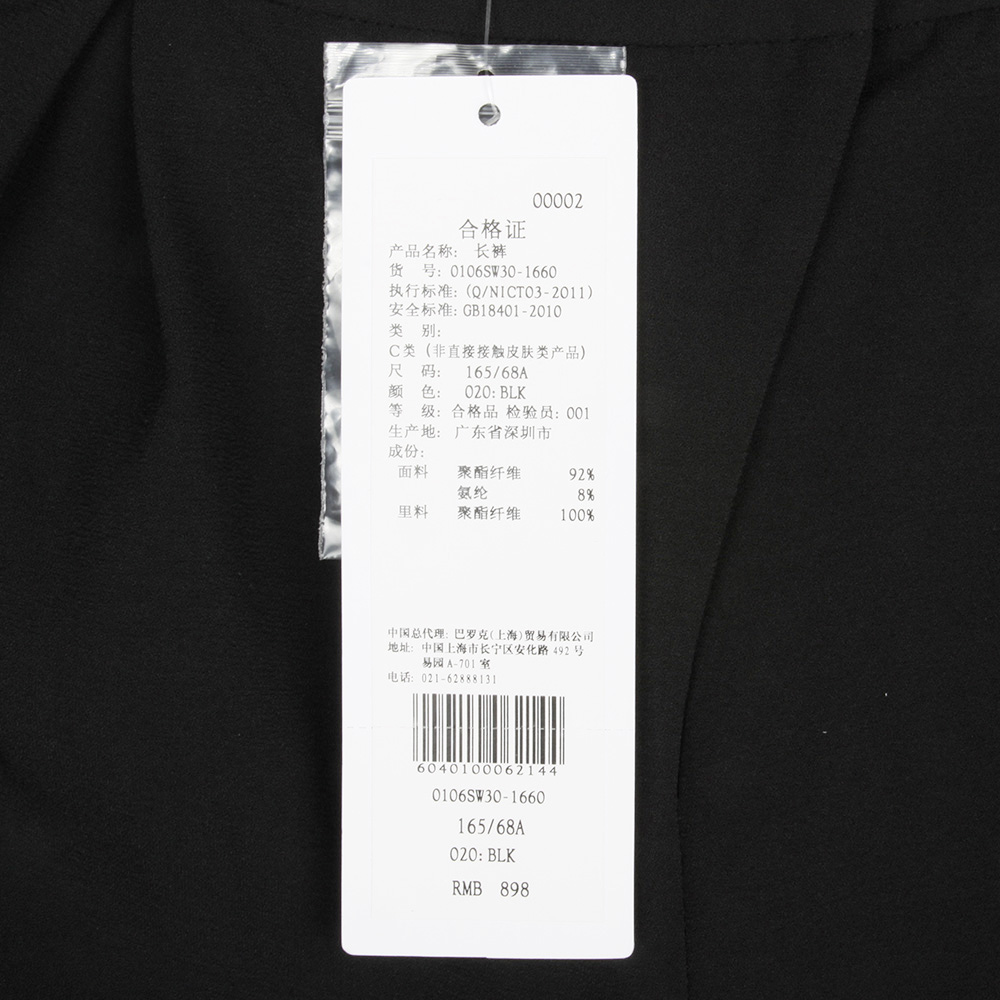 00002
合格证
产品名称: 长裤
货 号: 0106SW30-1660
执行标准: (Q/NICT03-2011)
安全标准: GB18401-2010
类 别:
C类 (非直接接触皮肤类产品)
尺 码: 165/68A
颜 色: 020:BLK
等 级: 合格品 检验员: 001
生产地: 广东省深圳市
成份:
面料 聚酯纤维 92%
氨纶 8%
里料 聚酯纤维 100%
中国总代理: 巴罗克(上海)贸易有限公司
地址: 中国上海市长宁区安化路 492 号
易园 A-701 室
电话: 021-62888131
6040100062144
0106SW30-1660
165/68A
020:BLK
RMB 898